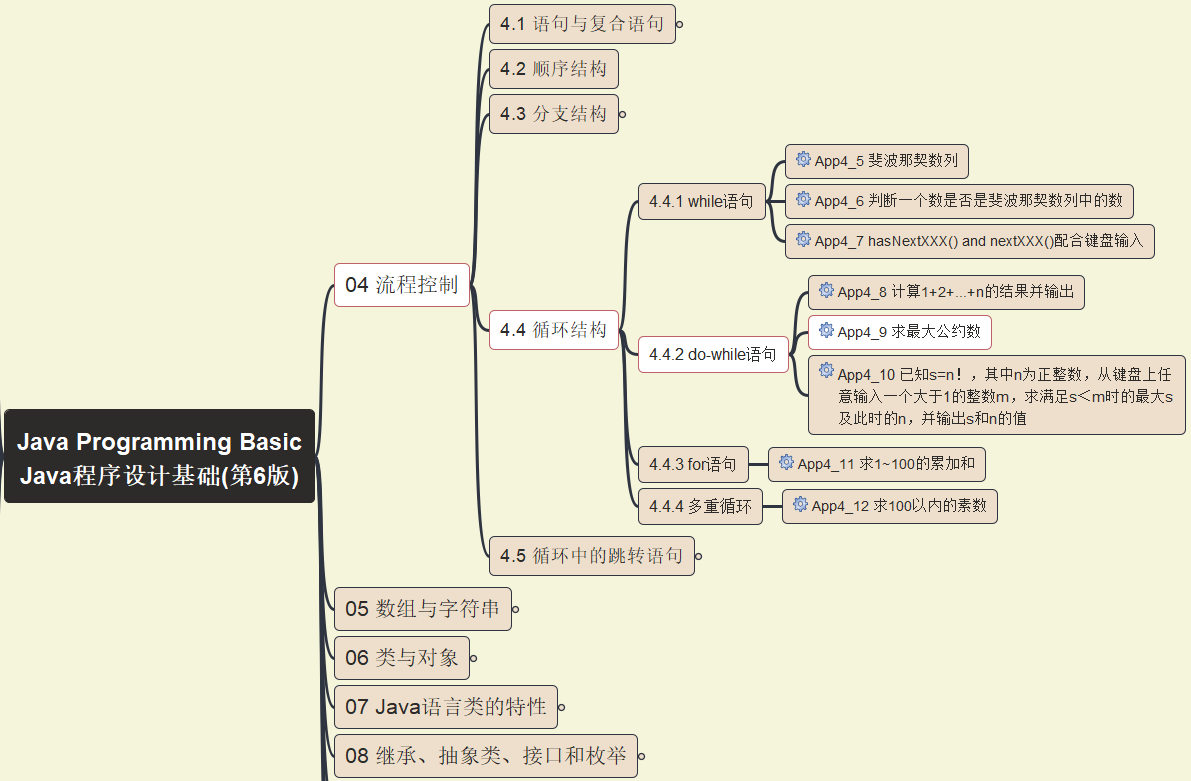 Java Programming Basic
Java程序设计基础(第6版)
04 流程控制
4.1 语句与复合语句
4.2 顺序结构
4.3 分支结构
4.4 循环结构
4.4.1 while语句
App4_5 斐波那契数列
App4_6 判断一个数是否是斐波那契数列中的数
App4_7 hasNextXXX() and nextXXX()配合键盘输入
4.4.2 do-while语句
App4_8 计算1+2+...+n的结果并输出
App4_9 求最大公约数
App4_10 已知s=n！，其中n为正整数，从键盘上任
意输入一个大于1的整数m，求满足s＜m时的最大s
及此时的n，并输出s和n的值
4.4.3 for语句
App4_11 求1~100的累加和
4.4.4 多重循环
App4_12 求100以内的素数
4.5 循环中的跳转语句
05 数组与字符串
06 类与对象
07 Java语言类的特性
08 继承、抽象类、接口和枚举